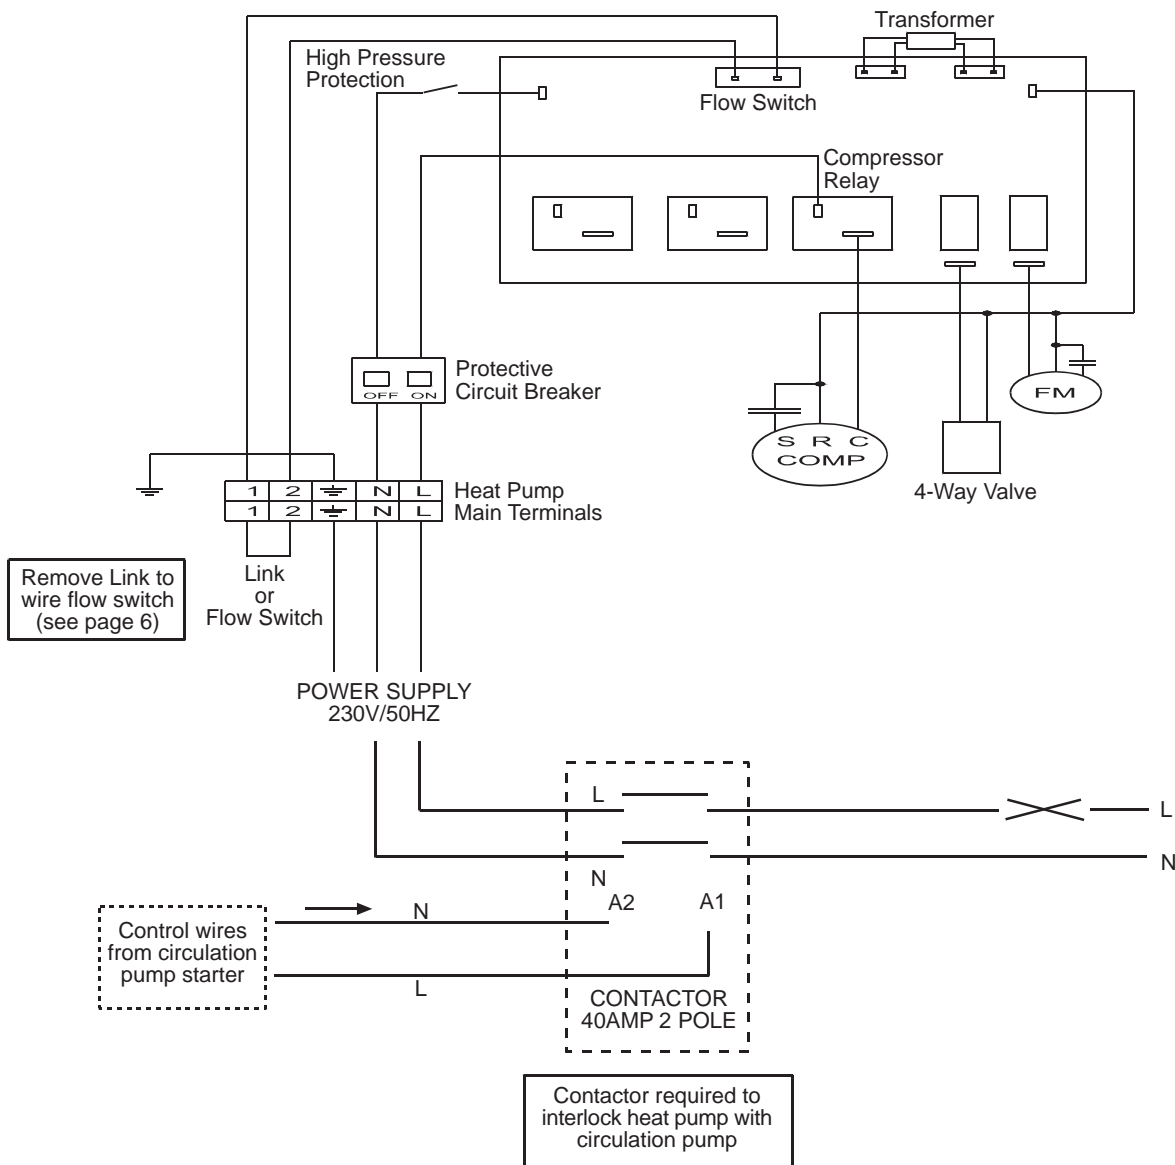 Transformer
High Pressure
Protection
Flow Switch
Compressor
Relay
Protective
Circuit Breaker
OFF ON
FM
S R C
COMP
4-Way Valve
1 2 N L
1 2 N L
Heat Pump
Main Terminals
Remove Link to
wire flow switch
(see page 6)
Link
or
Flow Switch
POWER SUPPLY
230V/50HZ
L
L
N
N
A2 A1
N
Control wires
from circulation
pump starter
L
CONTACTOR
40AMP 2 POLE
Contactor required to
interlock heat pump with
circulation pump